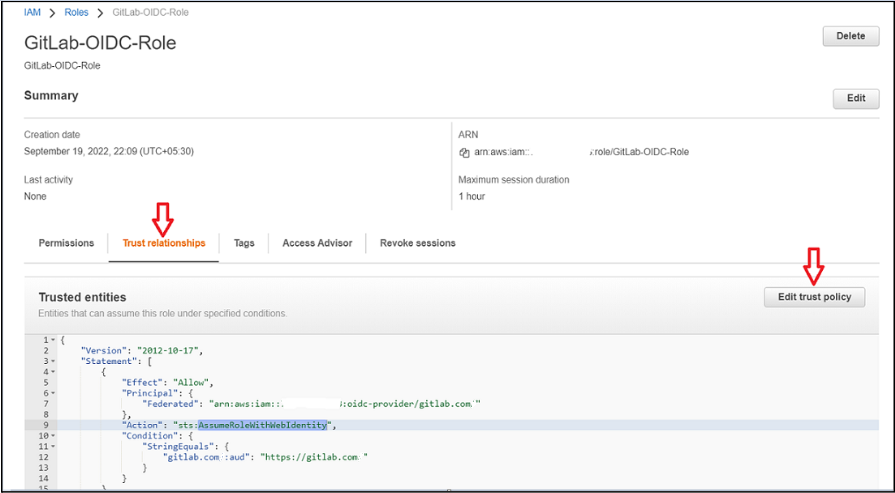 IAM > Roles > GitLab-OIDC-Role
GitLab-OIDC-Role
Delete
GitLab-OIDC-Role
Summary
Edit
Creation date
ARN
September 19, 2022, 22:09 (UTC+05:30)
arn:aws:iam:: :role/GitLab-OIDC-Role
Last activity
Maximum session duration
None
1 hour
Permissions
Trust relationships
Tags
Access Advisor
Revoke sessions
Trusted entities
Edit trust policy
Entities that can assume this role under specified conditions.
1 {
2 "Version": "2012-10-17",
3 "Statement": [
4 {
5 "Effect": "Allow",
6 "Principal": {
7 "Federated": "arn:aws:iam:: :oidc-provider/gitlab.com"
8 },
9 "Action": "sts:AssumeRoleWithWebIdentity",
10 "Condition": {
11 "StringEquals": {
12 "gitlab.com:aud": "https://gitlab.com "
13 }
14 }
15 }